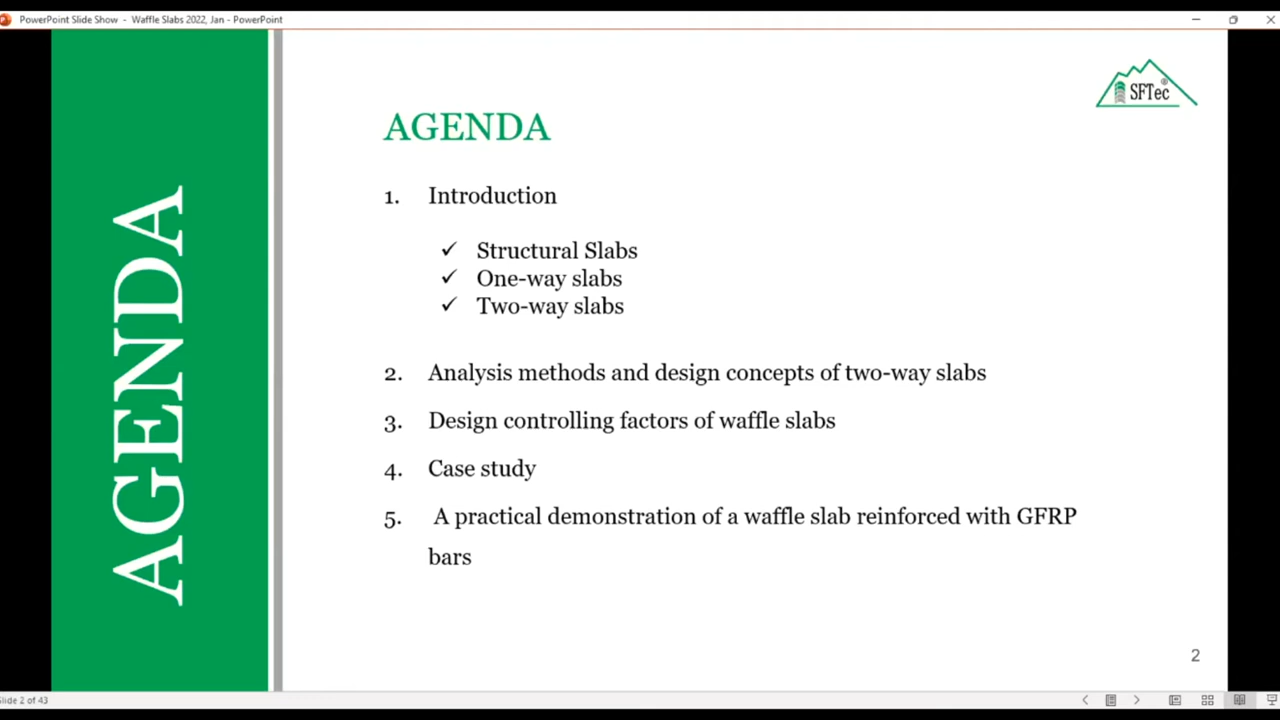 PowerPoint Slide Show - Waffle Slabs 2022, Jan - PowerPoint
SFTec®
AGENDA
AGENDA
1. Introduction
✓ Structural Slabs
✓ One-way slabs
✓ Two-way slabs
2. Analysis methods and design concepts of two-way slabs
3. Design controlling factors of waffle slabs
4. Case study
5. A practical demonstration of a waffle slab reinforced with GFRP
bars
2
Slide 2 of 43